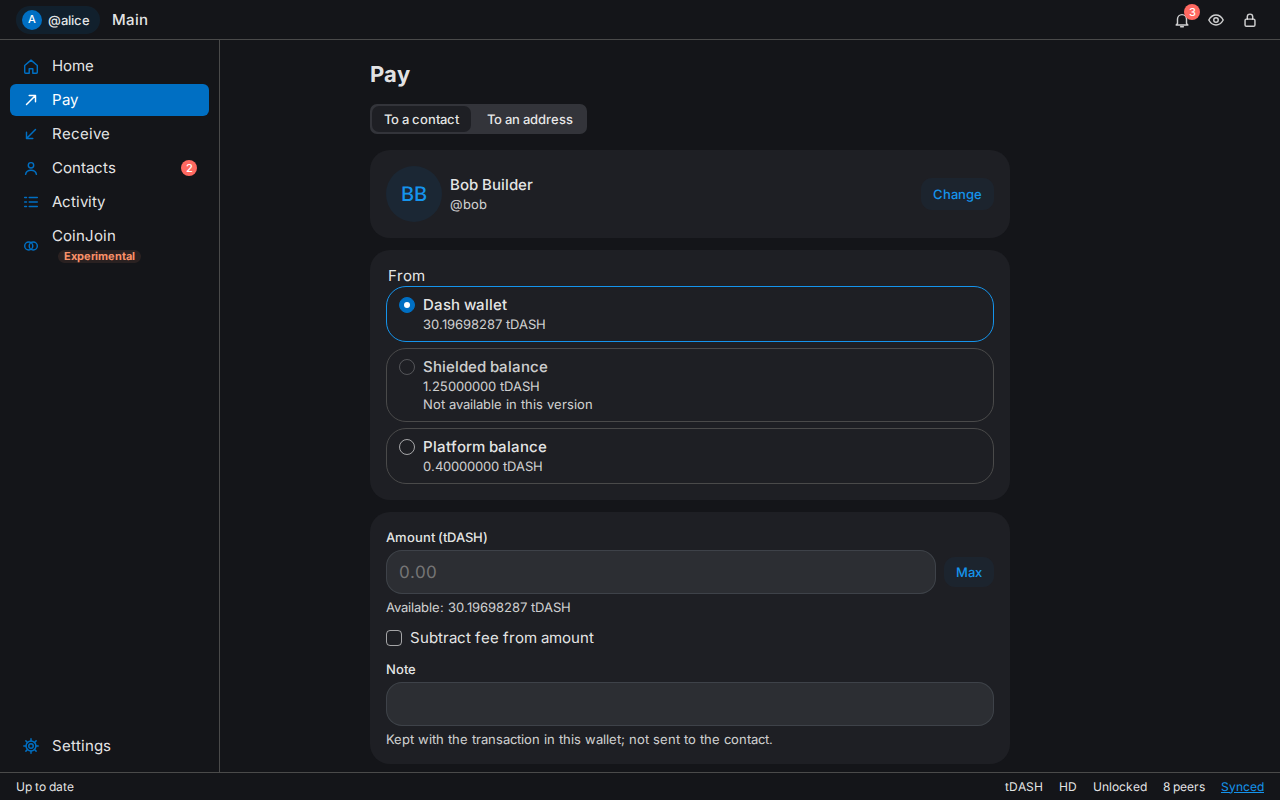 A @alice Main 3
Home
Pay
Receive
Contacts 2
Activity
CoinJoin
Experimental
Settings
Pay
To a contact To an address
BB
Bob Builder
@bob
Change
From
Dash wallet
30.19698287 tDASH
Shielded balance
1.25000000 tDASH
Not available in this version
Platform balance
0.40000000 tDASH
Amount (tDASH)
0.00
Max
Available: 30.19698287 tDASH
Subtract fee from amount
Note
Kept with the transaction in this wallet; not sent to the contact.
Up to date tDASH HD Unlocked 8 peers Synced